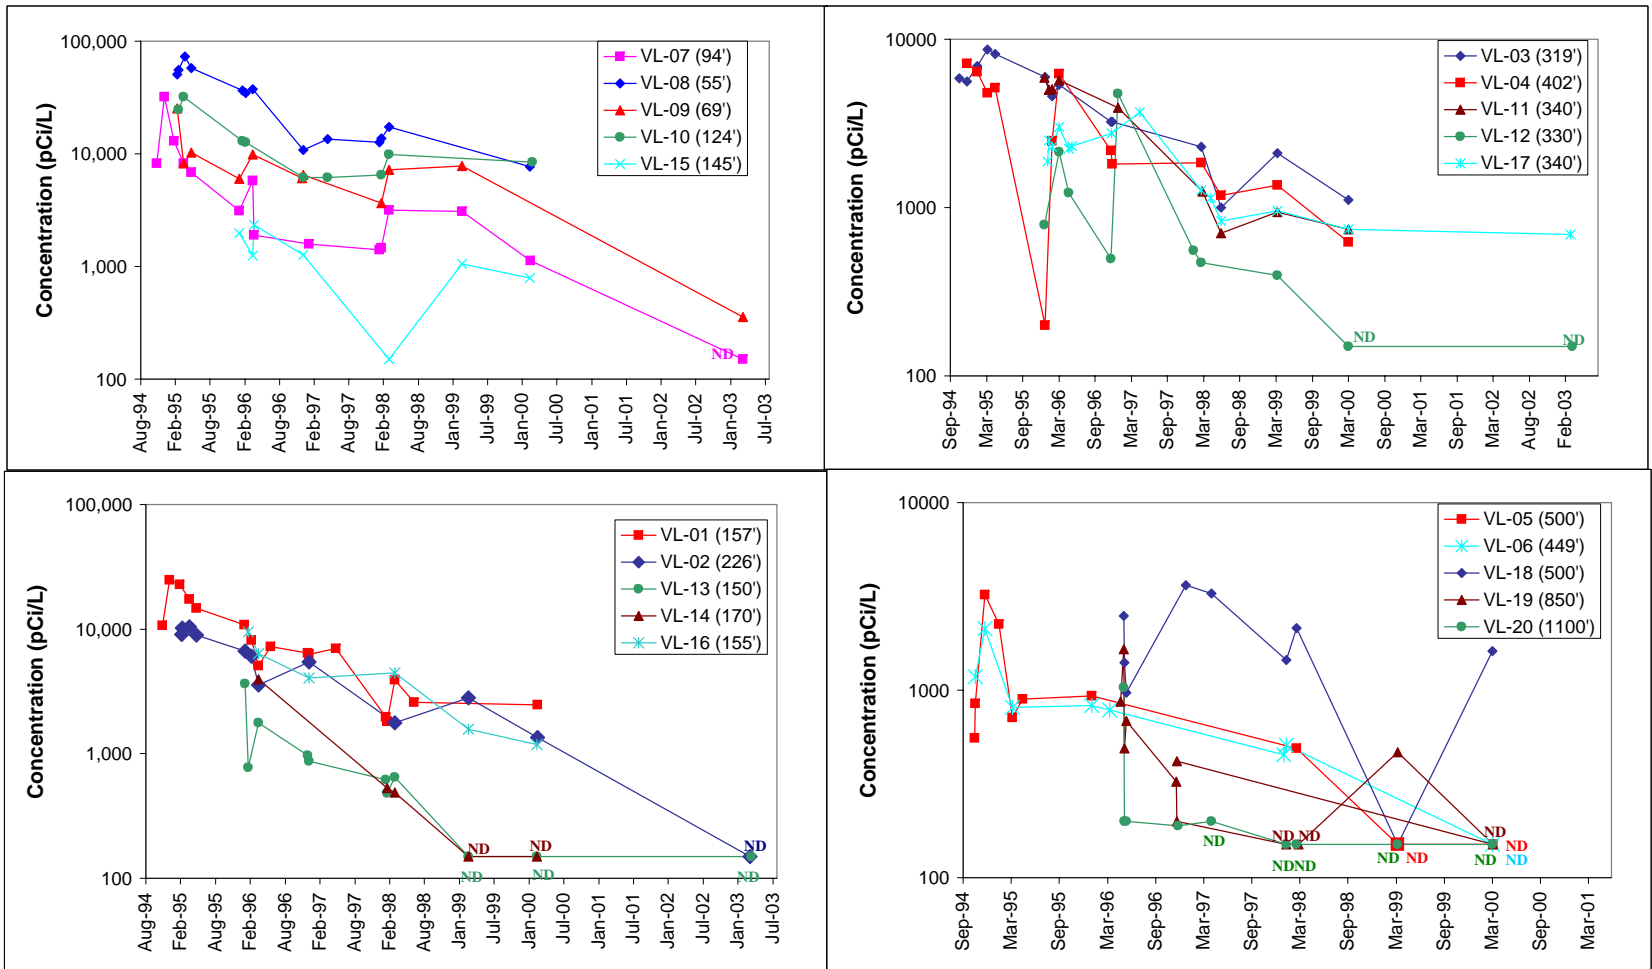 100,000
10,000
1,000
100
Concentration (pCi/L)
VL-07 (94')
VL-08 (55')
VL-09 (69')
VL-10 (124')
VL-15 (145')
ND
Aug-94
Feb-95
Aug-95
Feb-96
Aug-96
Feb-97
Aug-97
Feb-98
Aug-98
Jan-99
Jul-99
Jan-00
Jul-00
Jan-01
Jul-01
Jan-02
Jul-02
Jan-03
Jul-03
10000
1000
100
Concentration (pCi/L)
VL-03 (319')
VL-04 (402')
VL-11 (340')
VL-12 (330')
VL-17 (340')
ND
ND
Sep-94
Mar-95
Sep-95
Mar-96
Sep-96
Mar-97
Sep-97
Mar-98
Sep-98
Mar-99
Sep-99
Mar-00
Sep-00
Mar-01
Sep-01
Mar-02
Aug-02
Feb-03
100,000
10,000
1,000
100
Concentration (pCi/L)
VL-01 (157')
VL-02 (226')
VL-13 (150')
VL-14 (170')
VL-16 (155')
ND
ND
ND
ND
ND
ND
Aug-94
Feb-95
Aug-95
Feb-96
Aug-96
Feb-97
Aug-97
Feb-98
Aug-98
Jan-99
Jul-99
Jan-00
Jul-00
Jan-01
Jul-01
Jan-02
Jul-02
Jan-03
Jul-03
10000
1000
100
Concentration (pCi/L)
VL-05 (500')
VL-06 (449')
VL-18 (500')
VL-19 (850')
VL-20 (1100')
ND
ND ND
ND
ND
NDND
ND
ND
ND
ND
ND
Sep-94
Mar-95
Sep-95
Mar-96
Sep-96
Mar-97
Sep-97
Mar-98
Sep-98
Mar-99
Sep-99
Mar-00
Sep-00
Mar-01